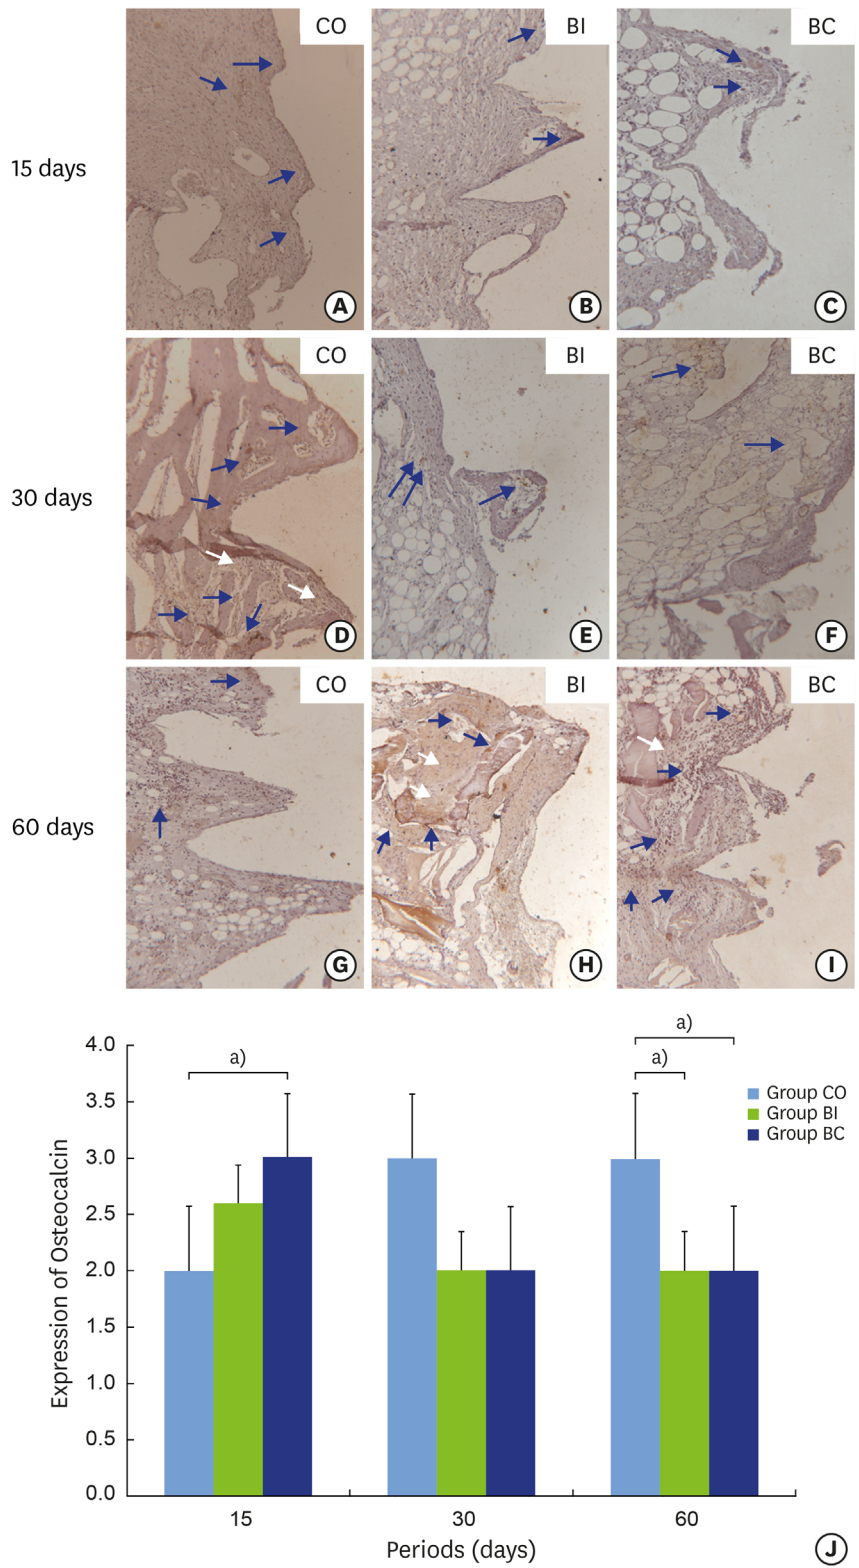 CO
BI
BC
15 days
A
B
C
CO
BI
BC
30 days
D
E
F
CO
BI
BC
60 days
G
H
I
4.0
3.5
3.0
2.5
2.0
1.5
1.0
0.5
0.0
Expression of Osteocalcin
a)
a)
a)
Group CO
Group BI
Group BC
15
30
60
Periods (days)
J